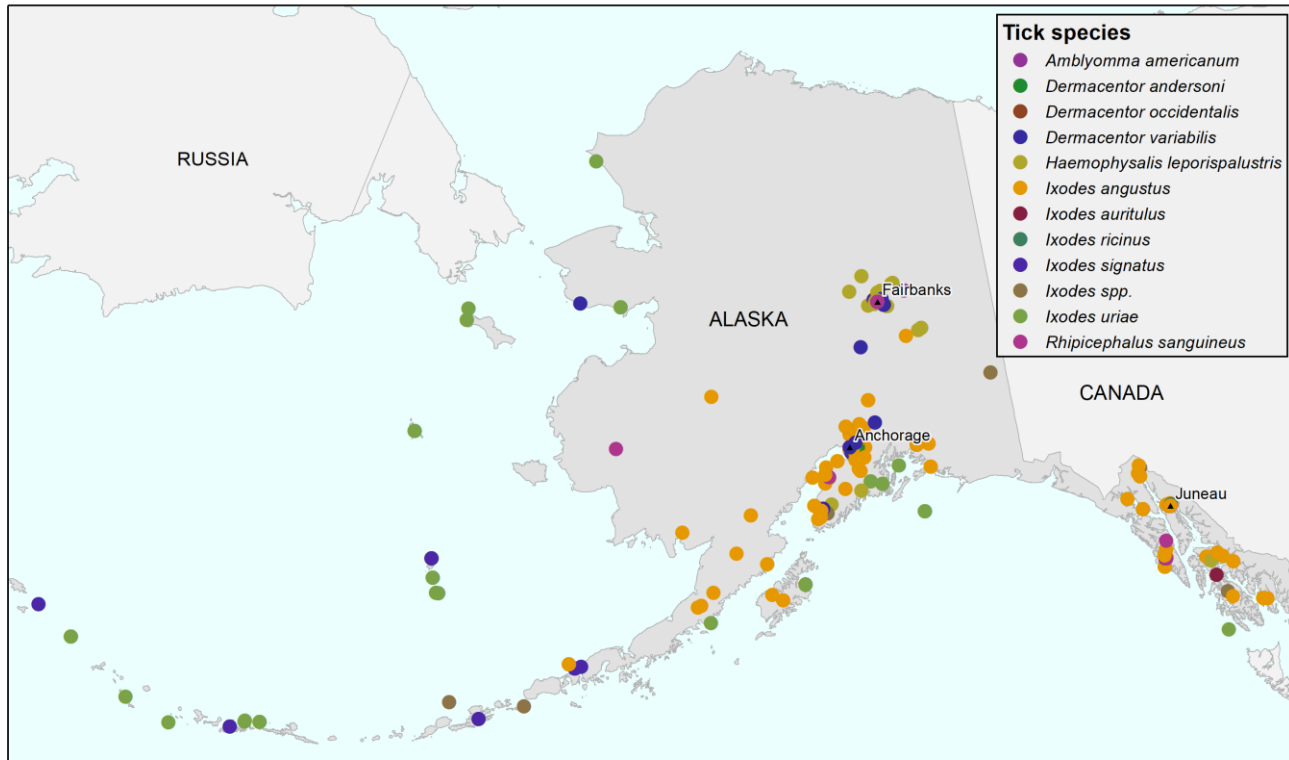 Tick species
Amblyomma americanum
Dermacentor andersoni
Dermacentor occidentalis
Dermacentor variabilis
Haemophysalis leporispalustris
Ixodes angustus
Ixodes auritulus
Ixodes ricinus
Ixodes signatus
Ixodes spp.
Ixodes uriae
Rhipicephalus sanguineus
RUSSIA
Fairbanks
ALASKA
CANADA
Anchorage
Juneau